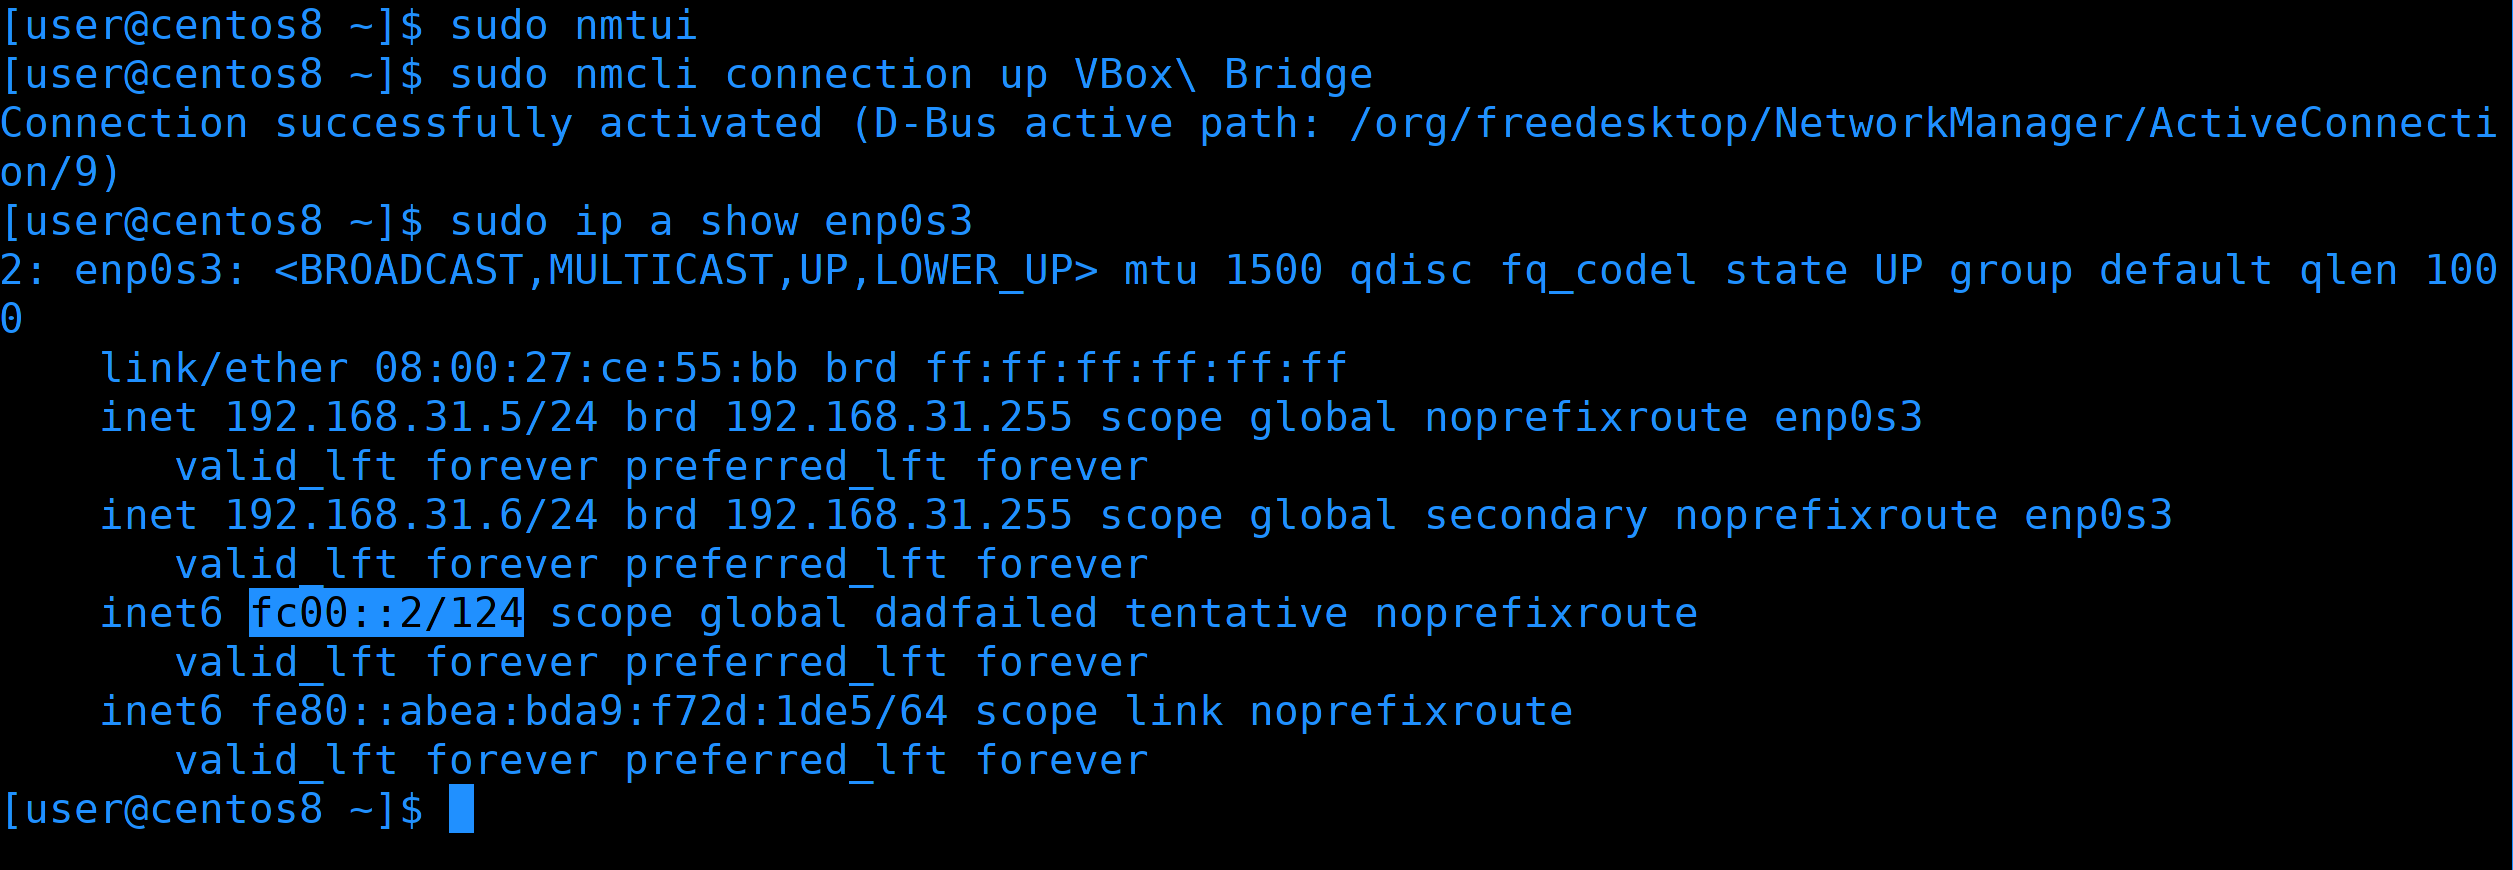 [user@centos8 ~]$ sudo nmtui
[user@centos8 ~]$ sudo nmcli connection up VBox\ Bridge
Connection successfully activated (D-Bus active path: /org/freedesktop/NetworkManager/ActiveConnecti
on/9)
[user@centos8 ~]$ sudo ip a show enp0s3
2: enp0s3: <BROADCAST,MULTICAST,UP,LOWER_UP> mtu 1500 qdisc fq_codel state UP group default qlen 100
0
    link/ether 08:00:27:ce:55:bb brd ff:ff:ff:ff:ff:ff
    inet 192.168.31.5/24 brd 192.168.31.255 scope global noprefixroute enp0s3
       valid_lft forever preferred_lft forever
    inet 192.168.31.6/24 brd 192.168.31.255 scope global secondary noprefixroute enp0s3
       valid_lft forever preferred_lft forever
    inet6 fc00::2/124 scope global dadfailed tentative noprefixroute
       valid_lft forever preferred_lft forever
    inet6 fe80::abea:bda9:f72d:1de5/64 scope link noprefixroute
       valid_lft forever preferred_lft forever
[user@centos8 ~]$